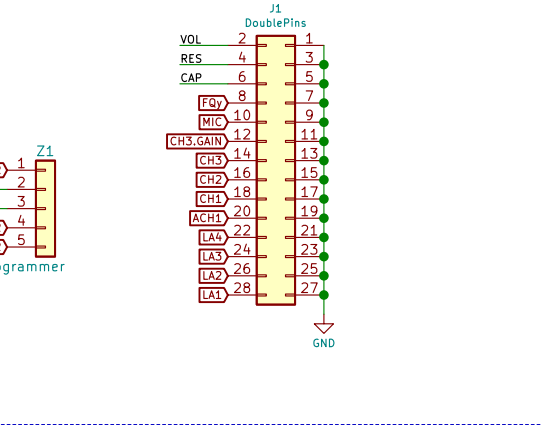 J1
DoublePins
VOL 2 1
RES 4 3
CAP 6 5
FQy 8 7
MIC 10 9
CH3.GAIN 12 11
CH3 14 13
CH2 16 15
CH1 18 17
ACH1 20 19
LA4 22 21
LA3 24 23
LA2 26 25
LA1 28 27
GND
Z1
1
2
3
4
5
ogrammer